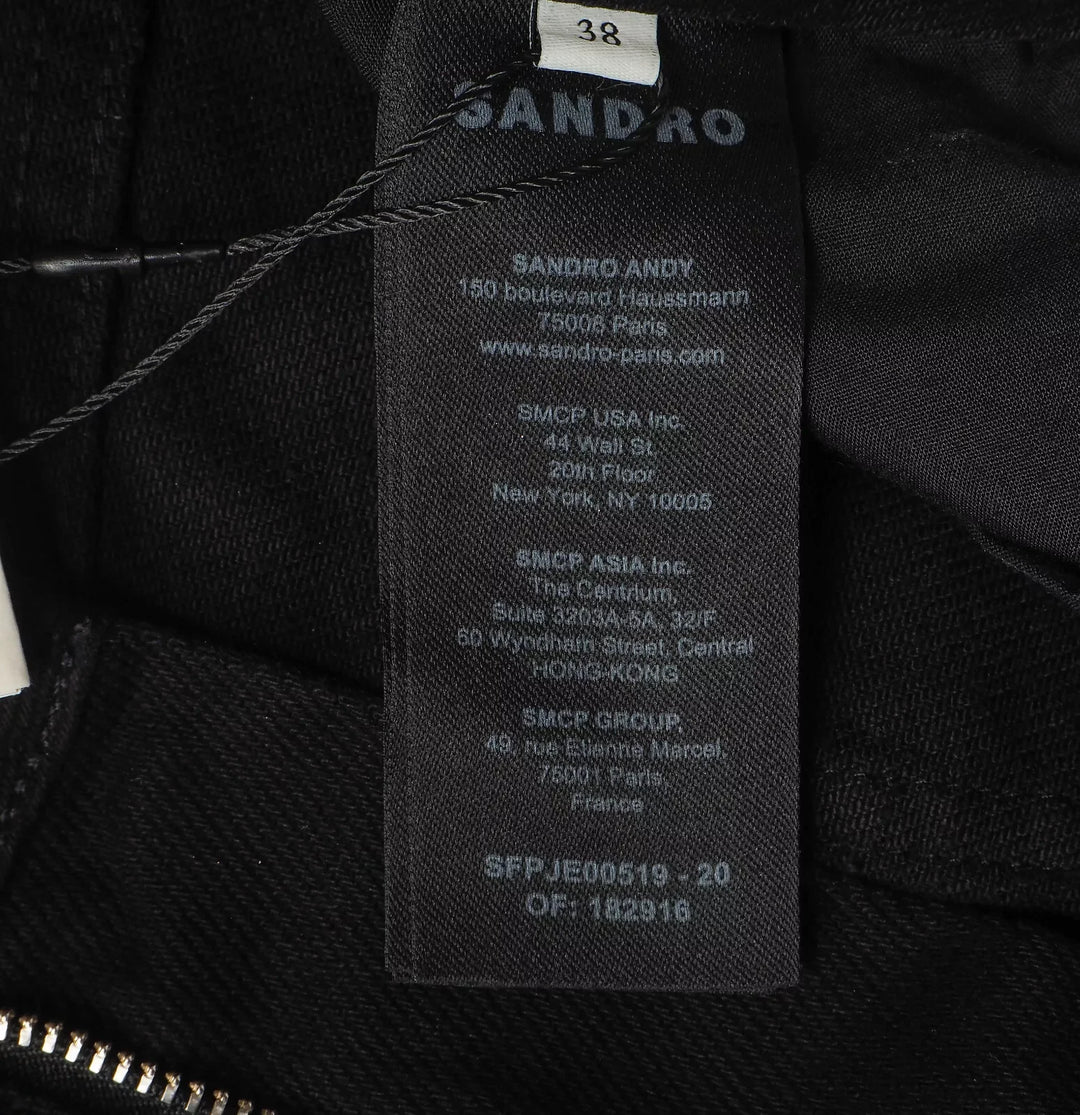 38
SANDRO
SANDRO ANDY
150 boulevard Haussmann
75008 Paris
www.sandro-paris.com
SMCP USA Inc.
44 Wall St.
20th Floor
New York, NY 10005
SMCP ASIA Inc.
The Centrium,
Suite 3203A-5A, 32/F
60 Wyndham Street, Central
HONG-KONG
SMCP GROUP,
49, rue Etienne Marcel
75001 Paris,
France
SFPJE00519 - 20
OF: 182916